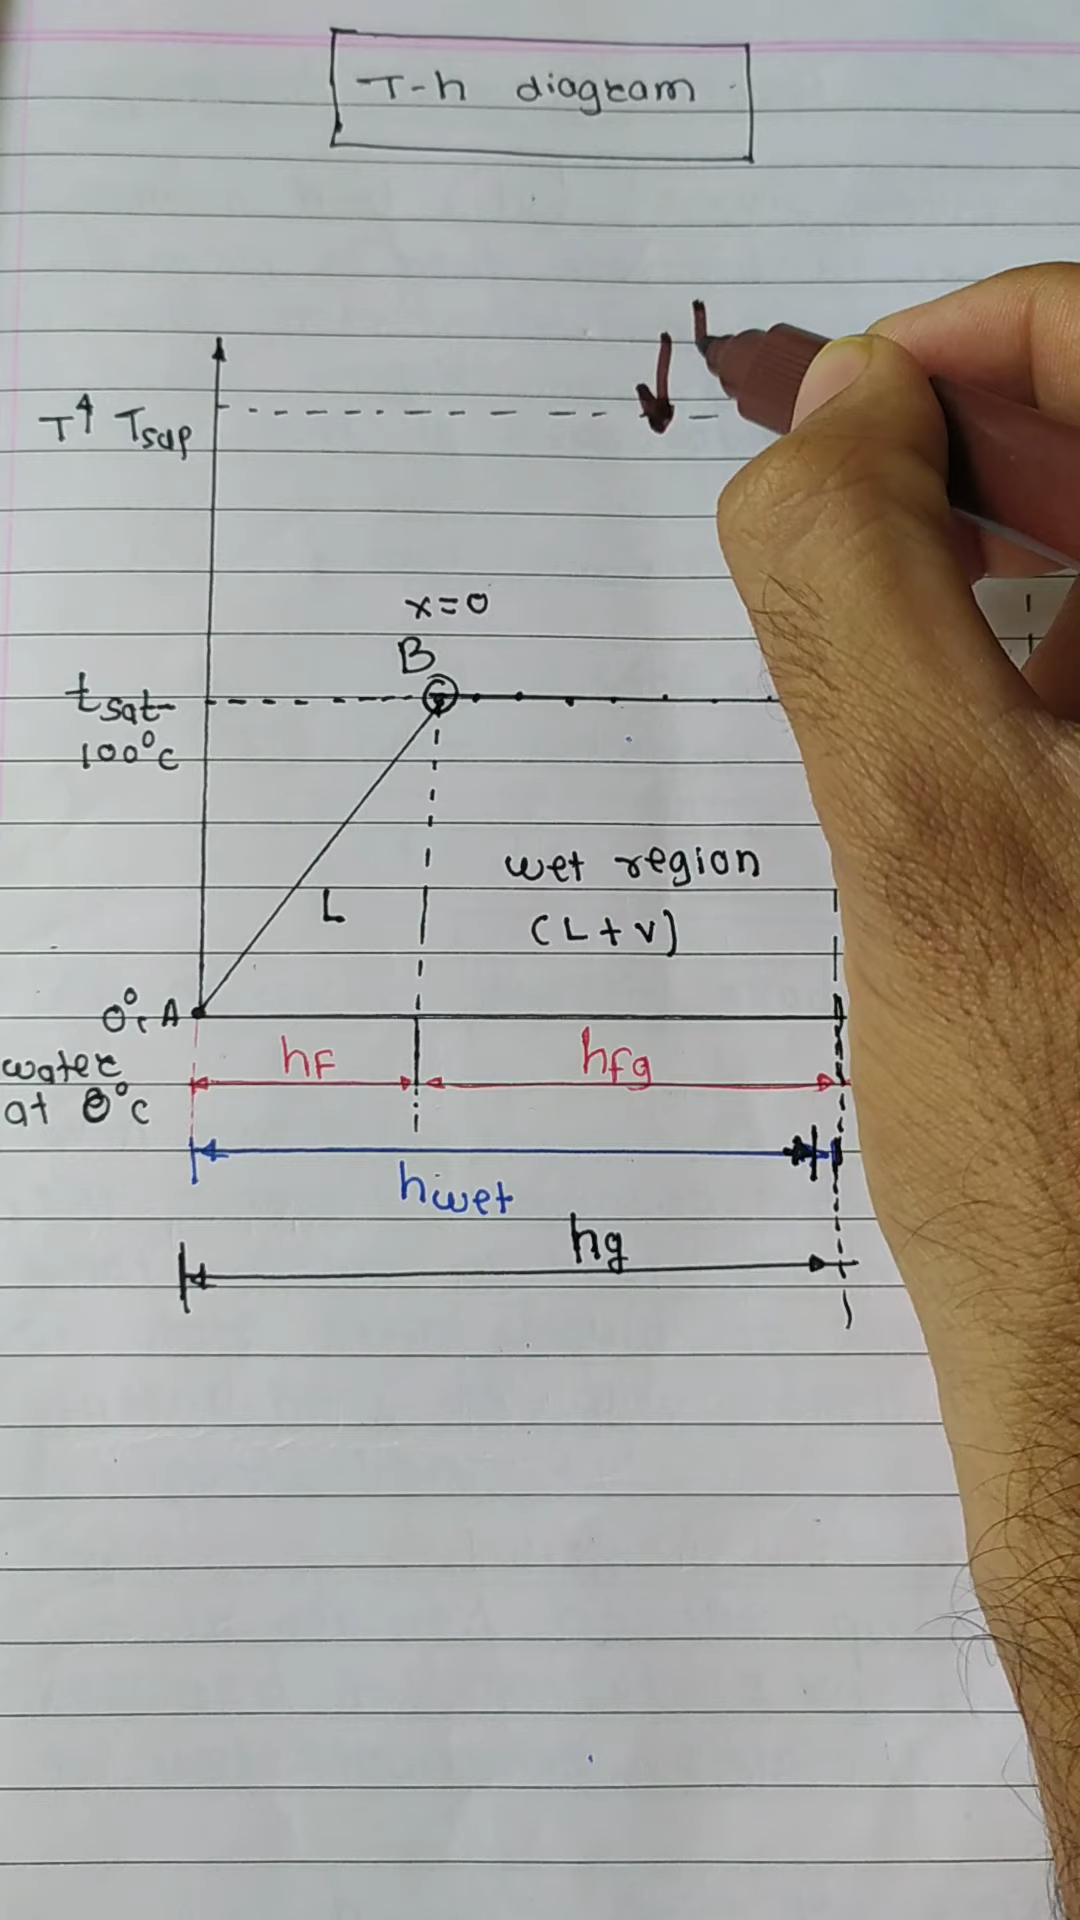 T-h diagram
T Tsup
x=0
B
tsat
100°c
wet region
L
(L+v)
0°c A
hF
hfg
water
at 0°c
hwet
hg